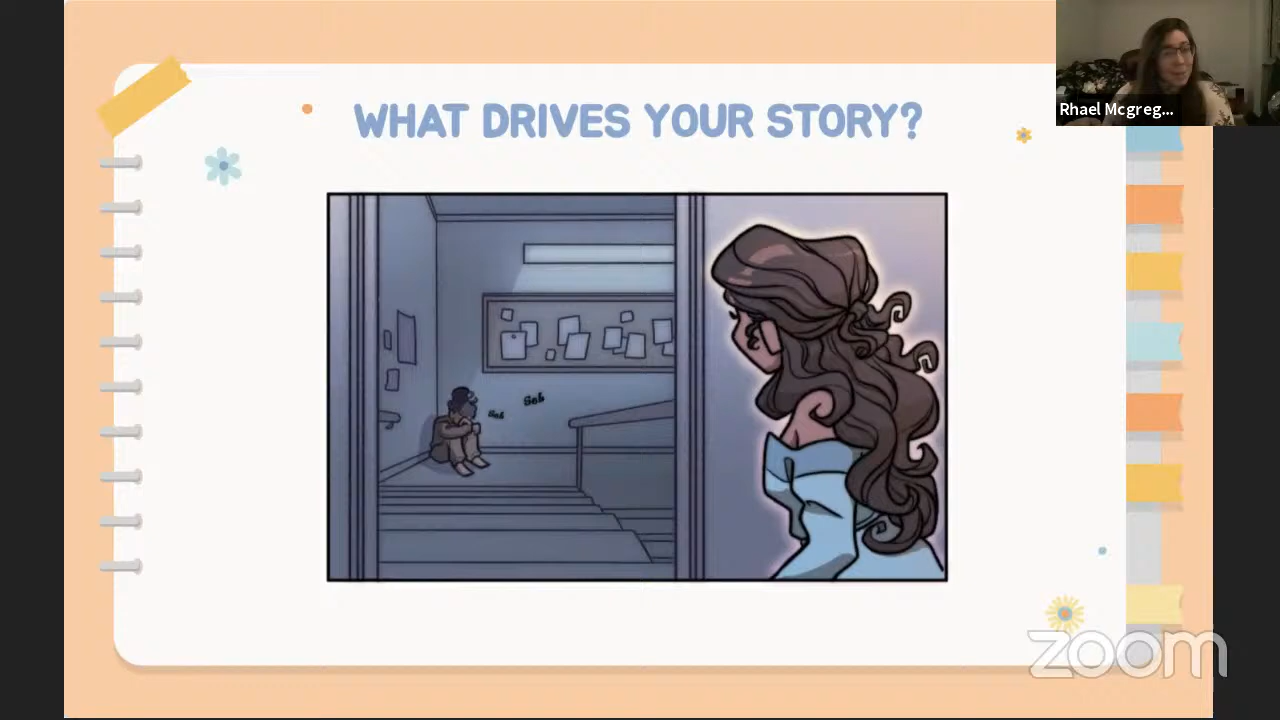 WHAT DRIVES YOUR STORY?
Rhael Mcgreg...
Sob
Sob
zoom